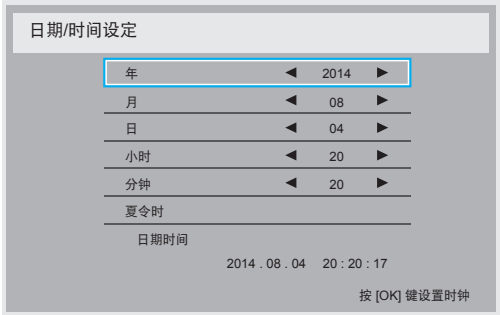 日期/时间设定
年 ◀ 2014 ▶
月 ◀ 08 ▶
日 ◀ 04 ▶
小时 ◀ 20 ▶
分钟 ◀ 20 ▶
夏令时
日期时间
2014 . 08 . 04 20 : 20 : 17
按 [OK] 键设置时钟